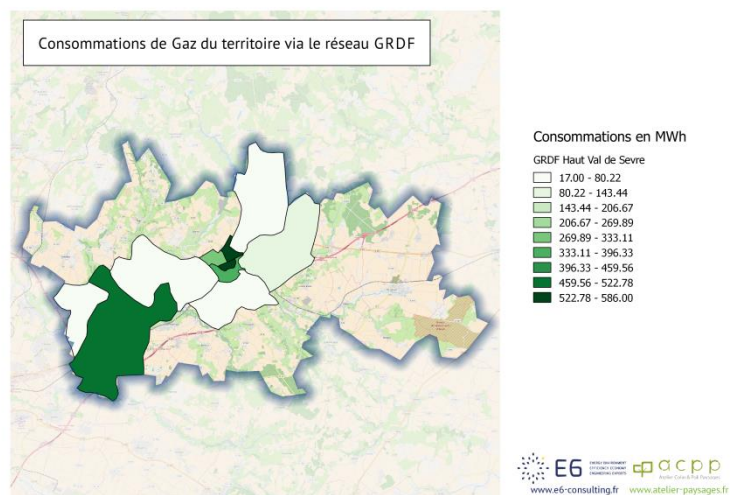 Consommations de Gaz du territoire via le réseau GRDF
Consommations en MWh
GRDF Haut Val de Sevre
17.00 - 80.22
80.22 - 143.44
143.44 - 206.67
206.67 - 269.89
269.89 - 333.11
333.11 - 396.33
396.33 - 459.56
459.56 - 522.78
522.78 - 586.00
E6
acpp
www.e6-consulting.fr
www.atelier-paysages.fr